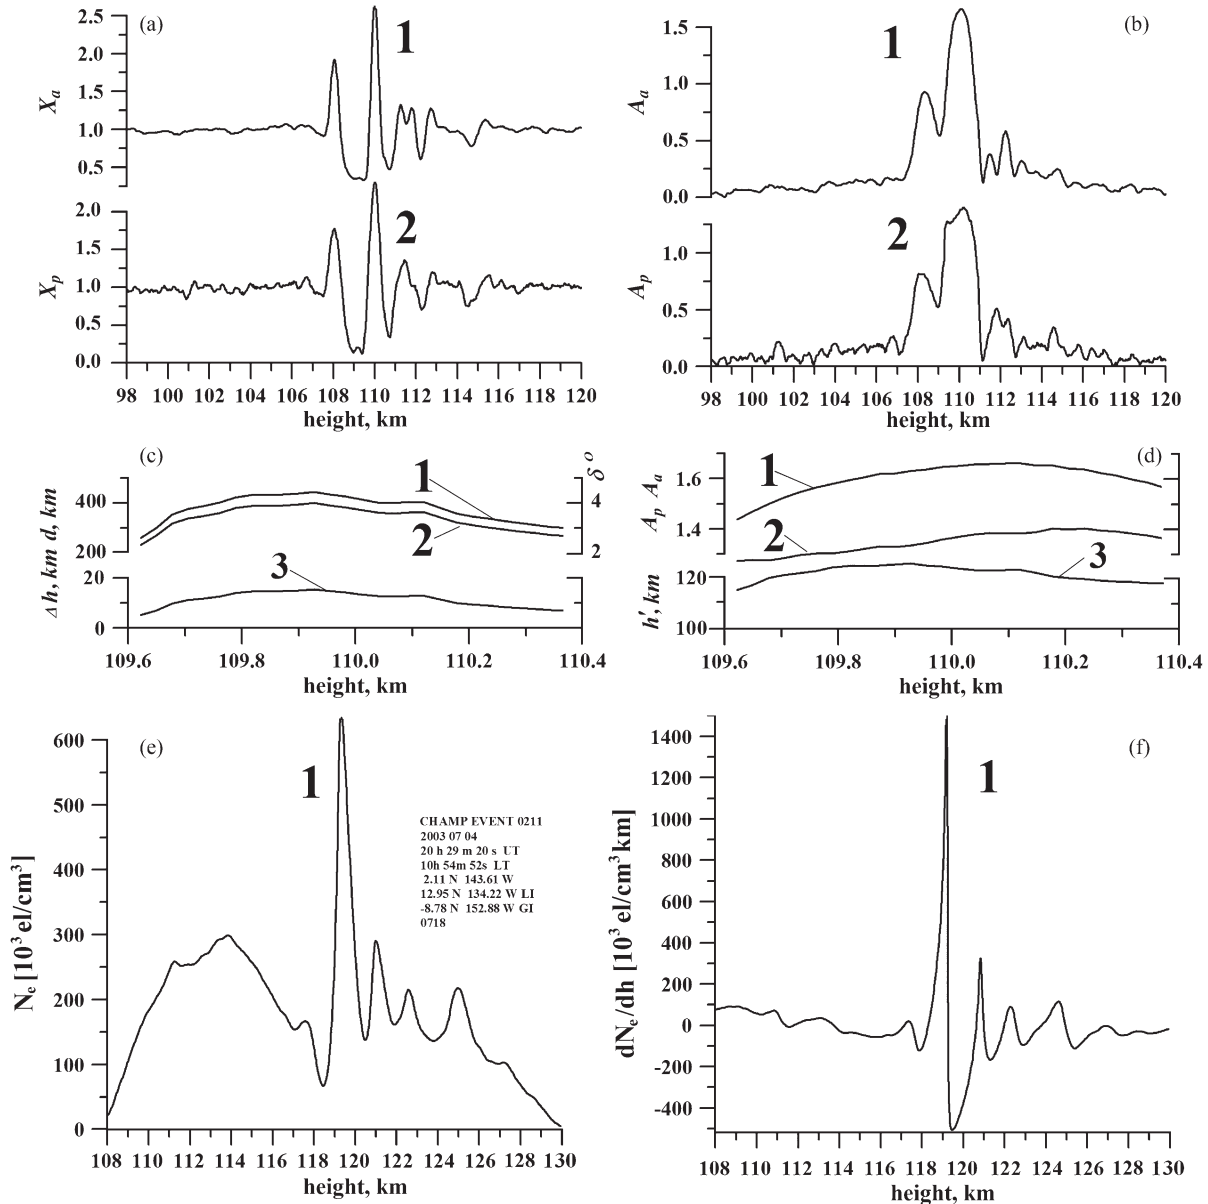 (a)
2.5
2.0
1.5
1.0
0.5
X_a
1
2.0
1.5
1.0
0.5
0.0
X_p
2
98 100 102 104 106 108 110 112 114 116 118 120
height, km
(b)
1.5
1.0
0.5
0.0
A_a
1
1.0
0.5
0.0
A_p
2
98 100 102 104 106 108 110 112 114 116 118 120
height, km
(c)
400
200
20
0
Δh, km d, km
δ °
4
2
1
2
3
109.6 109.8 110.0 110.2 110.4
height, km
(d)
1.6
1.4
120
100
A_p A_a
h′, km
1
2
3
109.6 109.8 110.0 110.2 110.4
height, km
(e)
600
500
400
300
200
100
0
N_e [10³ el/cm³]
1
CHAMP EVENT 0211
2003 07 04
20 h 29 m 20 s UT
10h 54m 52s LT
2.11 N 143.61 W
12.95 N 134.22 W LI
-8.78 N 152.88 W GI
0718
108 110 112 114 116 118 120 122 124 126 128 130
height, km
(f)
1400
1200
1000
800
600
400
200
0
-200
-400
dN_e/dh [10³ el/cm³km]
1
108 110 112 114 116 118 120 122 124 126 128 130
height, km